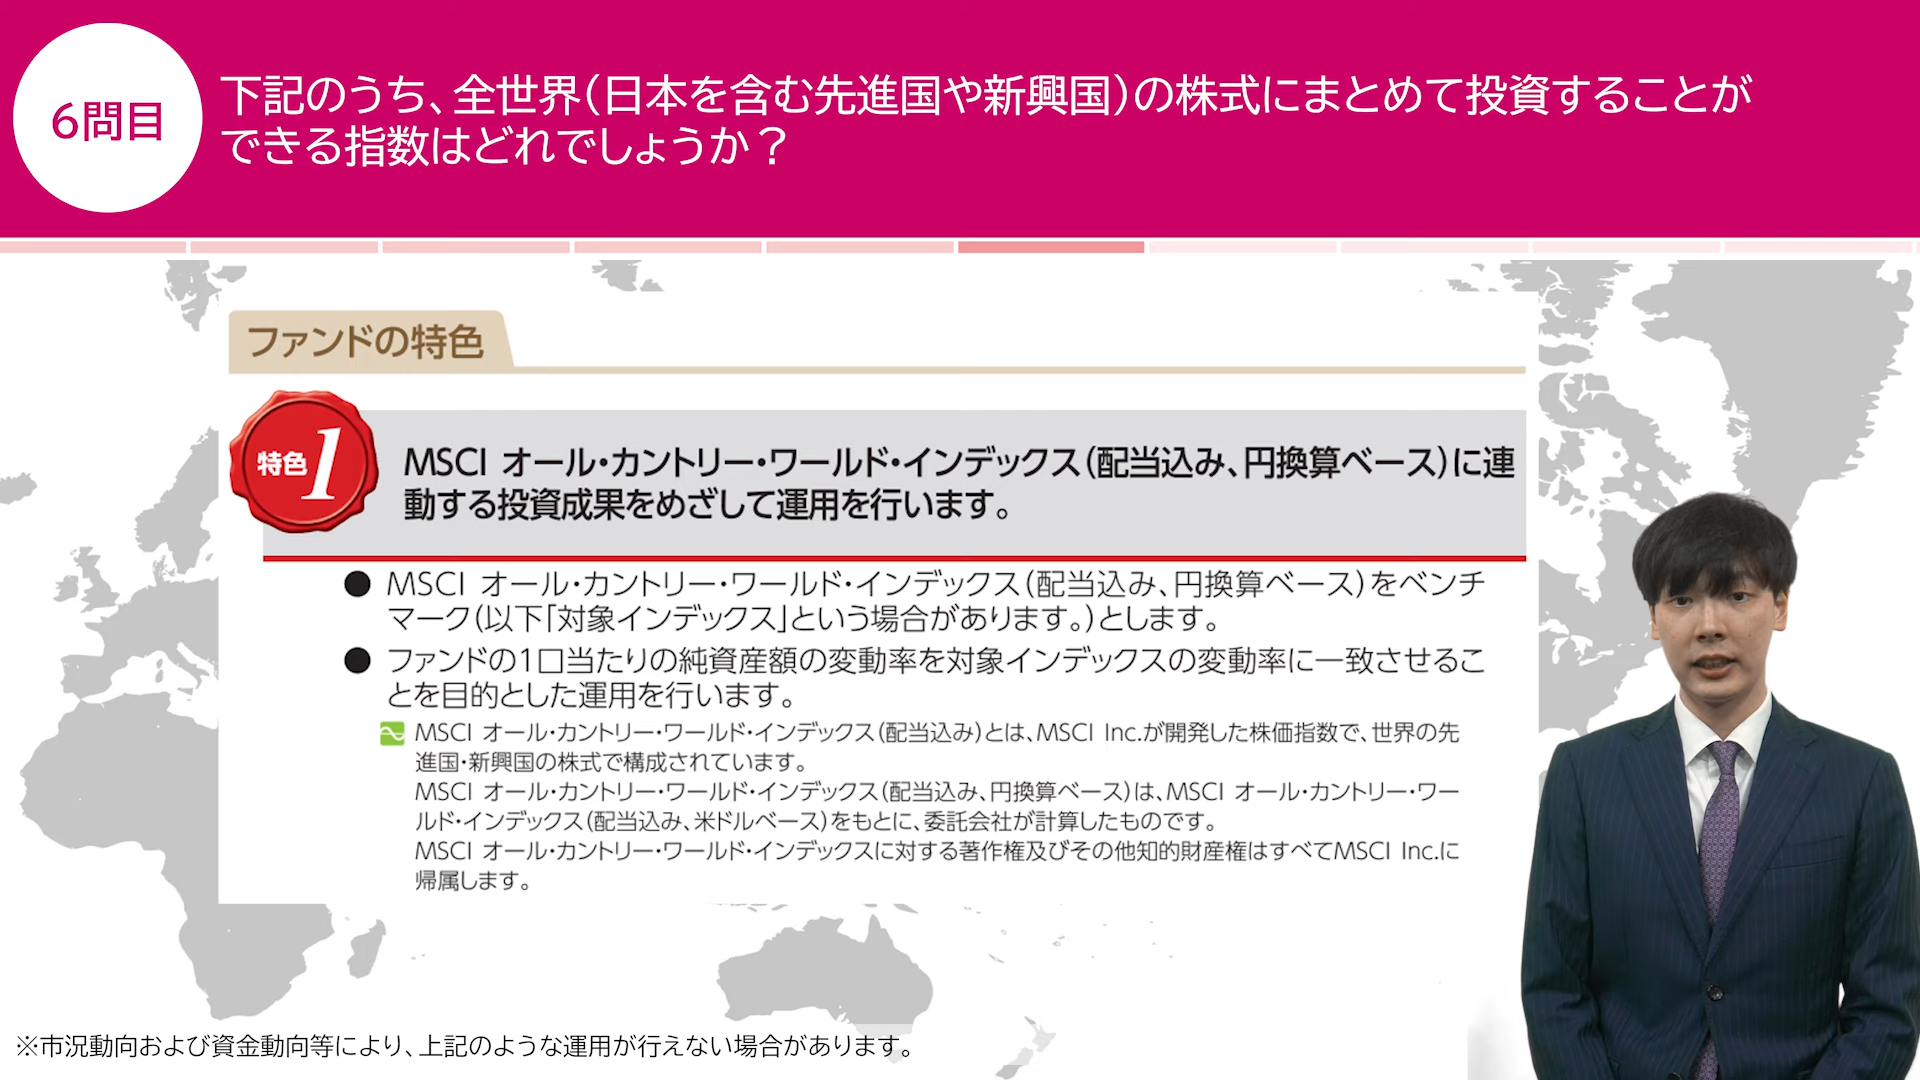 6問目
下記のうち、全世界(日本を含む先進国や新興国)の株式にまとめて投資することが
できる指数はどれでしょうか?
ファンドの特色
特色1
MSCI オール・カントリー・ワールド・インデックス(配当込み、円換算ベース)に連
動する投資成果をめざして運用を行います。
● MSCI オール・カントリー・ワールド・インデックス(配当込み、円換算ベース)をベンチ
マーク(以下「対象インデックス」という場合があります。)とします。
● ファンドの1口当たりの純資産額の変動率を対象インデックスの変動率に一致させるこ
とを目的とした運用を行います。
MSCI オール・カントリー・ワールド・インデックス(配当込み)とは、MSCI Inc.が開発した株価指数で、世界の先
進国・新興国の株式で構成されています。
MSCI オール・カントリー・ワールド・インデックス(配当込み、円換算ベース)は、MSCI オール・カントリー・ワー
ルド・インデックス(配当込み、米ドルベース)をもとに、委託会社が計算したものです。
MSCI オール・カントリー・ワールド・インデックスに対する著作権及びその他知的財産権はすべてMSCI Inc.に
帰属します。
※市況動向および資金動向等により、上記のような運用が行えない場合があります。